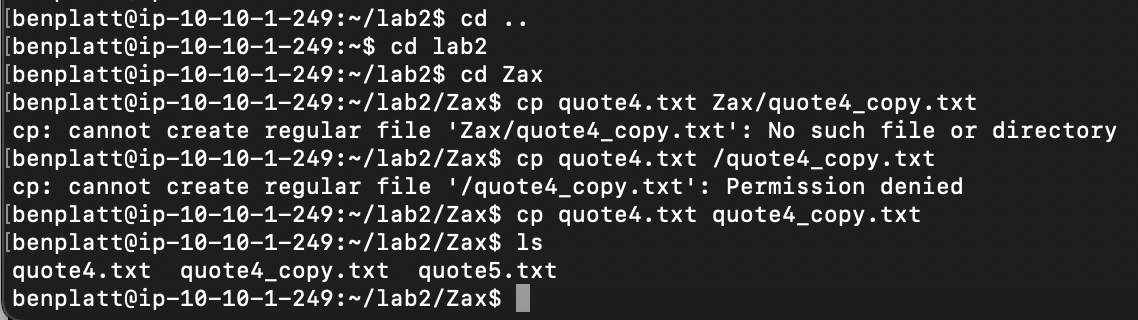 [benplatt@ip-10-10-1-249:~/lab2$ cd ..
[benplatt@ip-10-10-1-249:~$ cd lab2
[benplatt@ip-10-10-1-249:~/lab2$ cd Zax
[benplatt@ip-10-10-1-249:~/lab2/Zax$ cp quote4.txt Zax/quote4_copy.txt
cp: cannot create regular file 'Zax/quote4_copy.txt': No such file or directory
[benplatt@ip-10-10-1-249:~/lab2/Zax$ cp quote4.txt /quote4_copy.txt
cp: cannot create regular file '/quote4_copy.txt': Permission denied
[benplatt@ip-10-10-1-249:~/lab2/Zax$ cp quote4.txt quote4_copy.txt
[benplatt@ip-10-10-1-249:~/lab2/Zax$ ls
quote4.txt  quote4_copy.txt  quote5.txt
benplatt@ip-10-10-1-249:~/lab2/Zax$